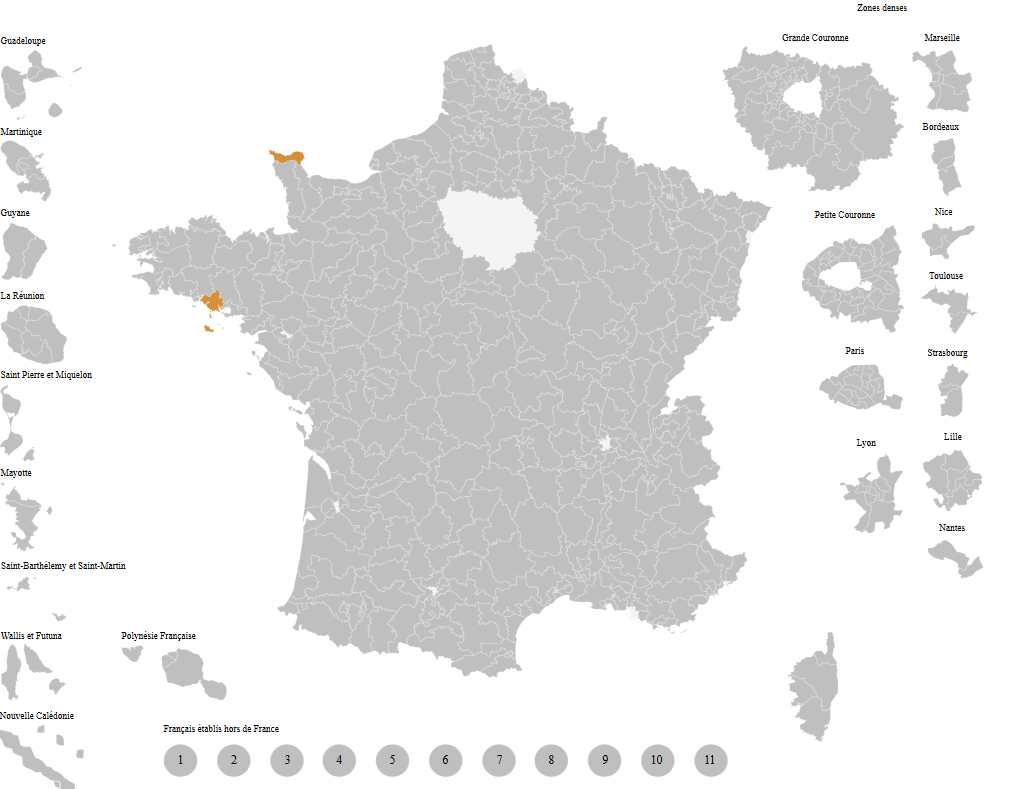 Zones denses
Guadeloupe
Grande Couronne
Marseille
Martinique
Bordeaux
Guyane
Petite Couronne
Nice
La Réunion
Toulouse
Paris
Strasbourg
Saint Pierre et Miquelon
Lyon
Lille
Mayotte
Nantes
Saint-Barthélemy et Saint-Martin
Wallis et Futuna
Polynésie Française
Nouvelle Calédonie
Français établis hors de France
1 2 3 4 5 6 7 8 9 10 11